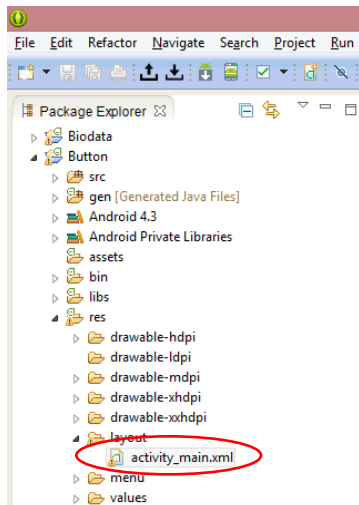 File Edit Refactor Navigate Search Project Run
Package Explorer
Biodata
Button
src
gen [Generated Java Files]
Android 4.3
Android Private Libraries
assets
bin
libs
res
drawable-hdpi
drawable-ldpi
drawable-mdpi
drawable-xhdpi
drawable-xxhdpi
layout
activity_main.xml
menu
values